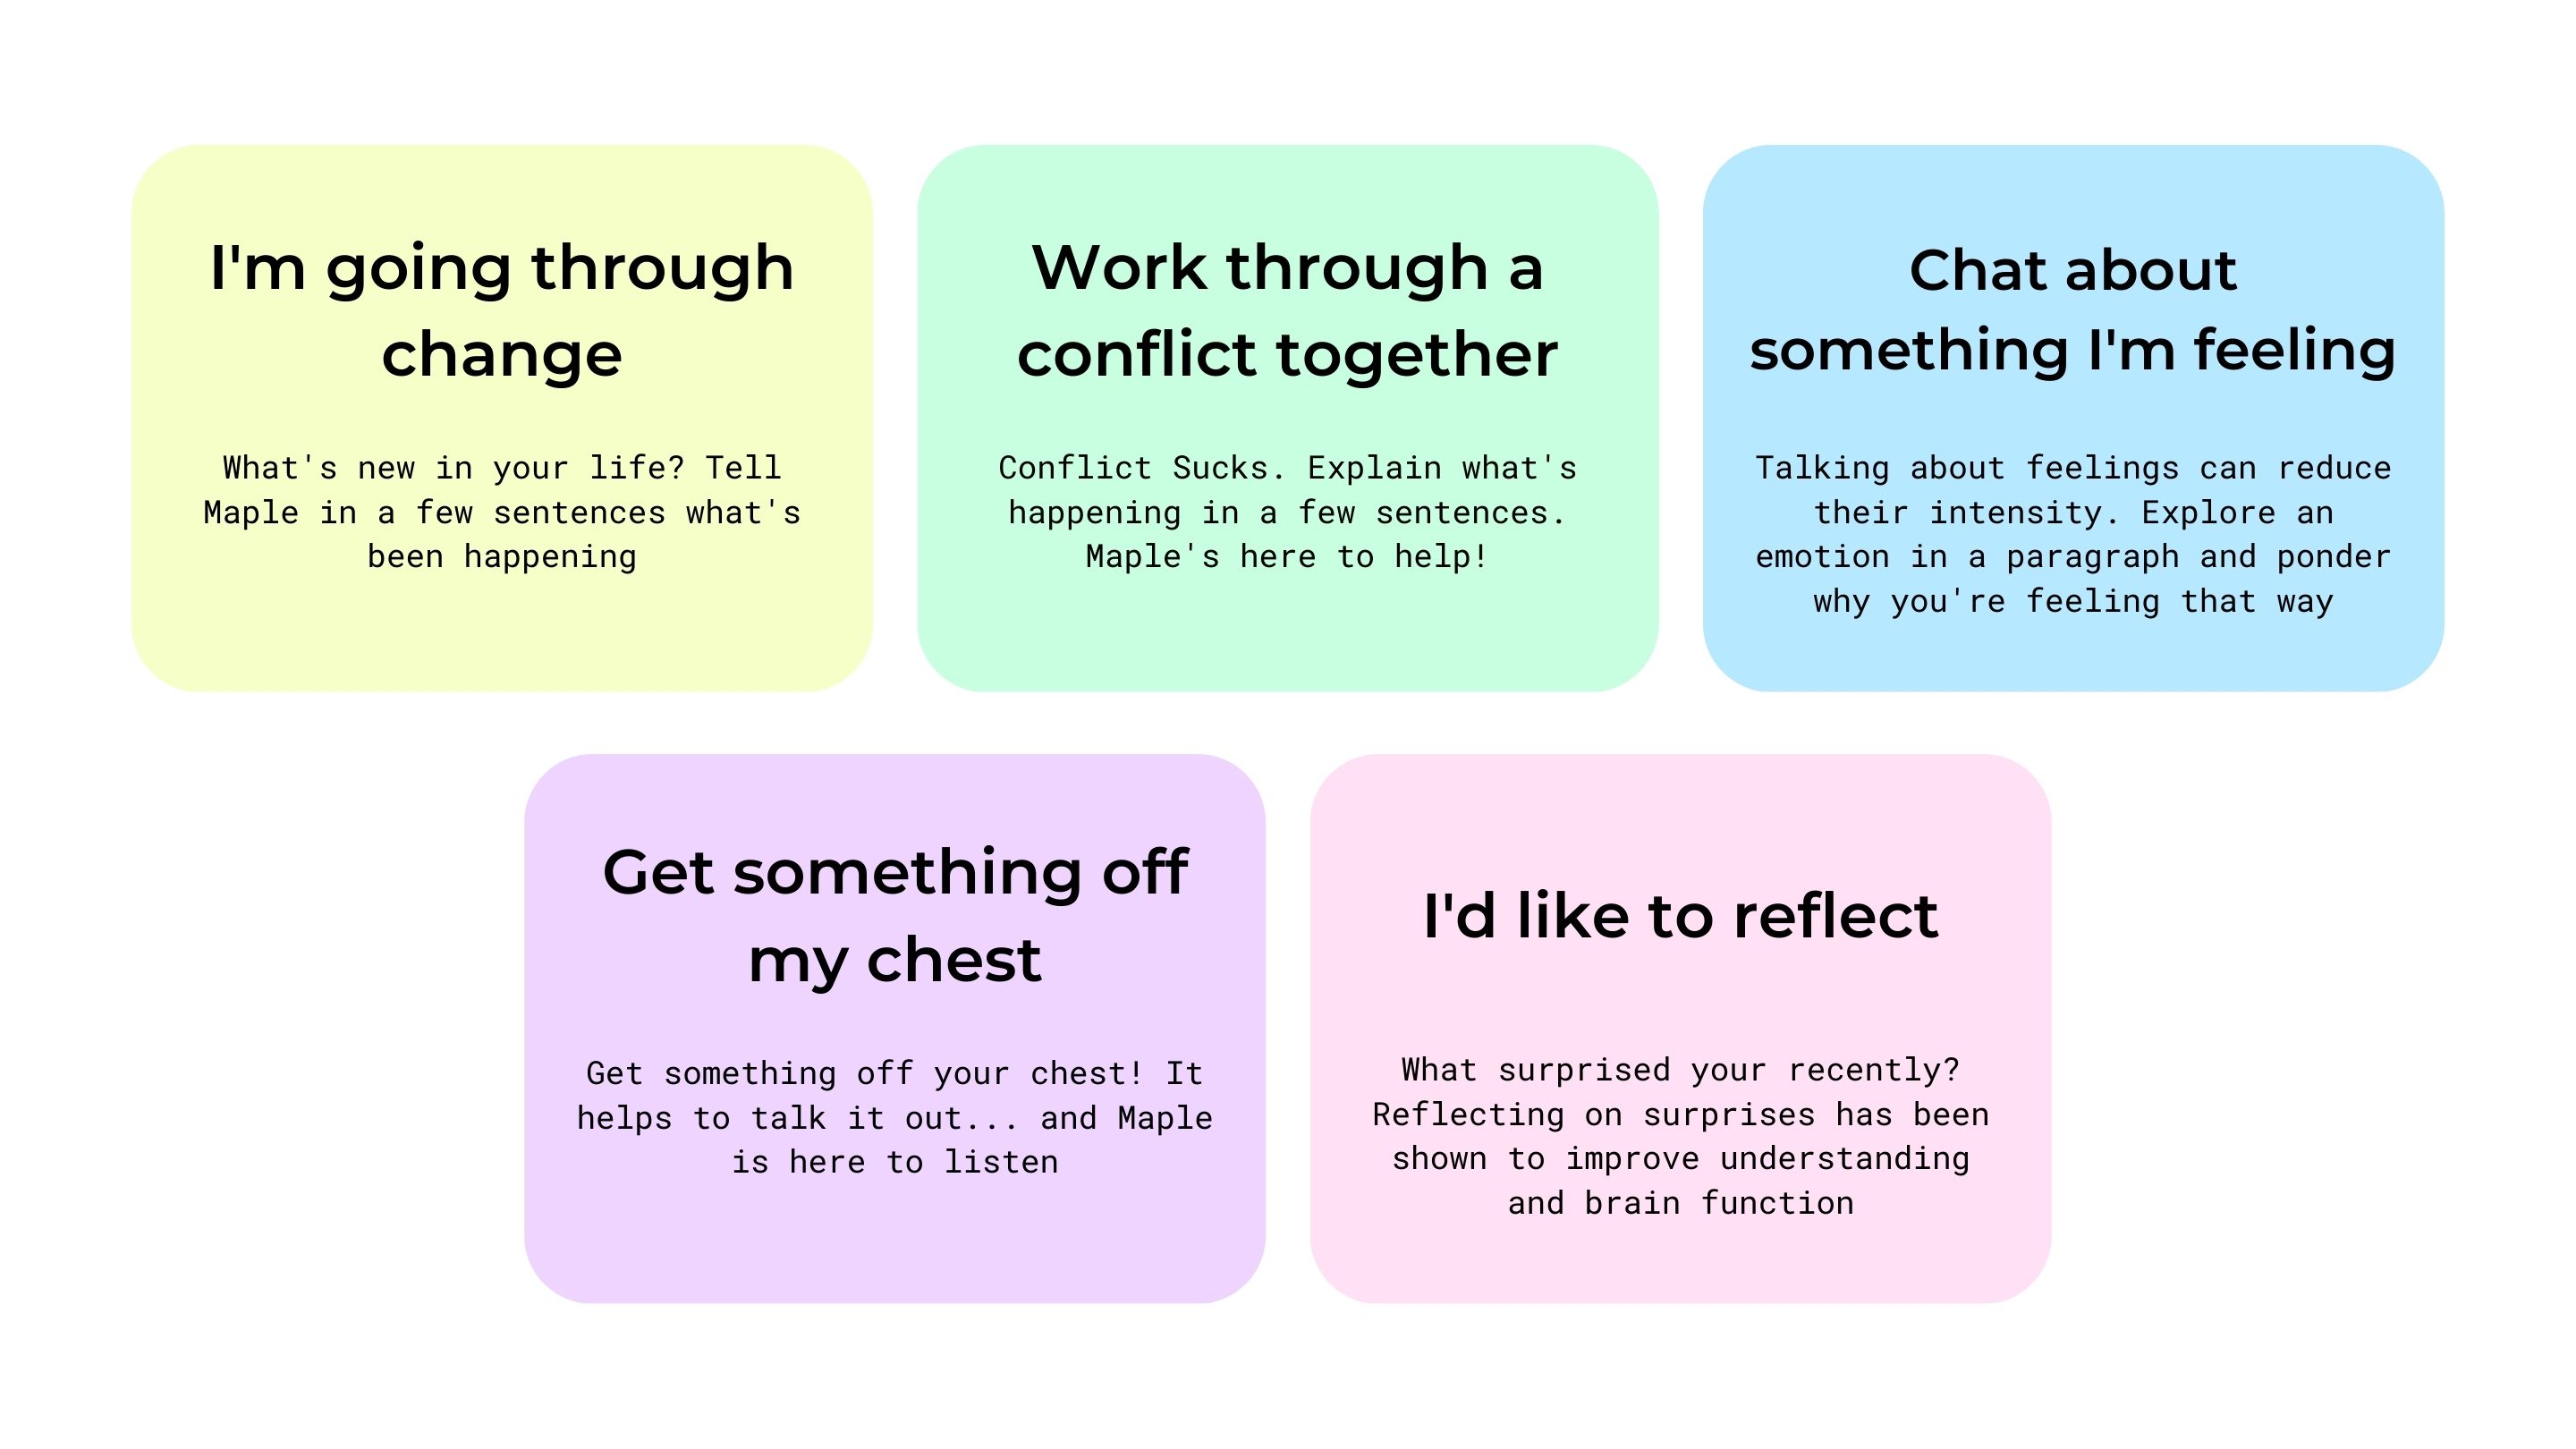 I'm going through
change
What's new in your life? Tell
Maple in a few sentences what's
been happening
Work through a
conflict together
Conflict Sucks. Explain what's
happening in a few sentences.
Maple's here to help!
Chat about
something I'm feeling
Talking about feelings can reduce
their intensity. Explore an
emotion in a paragraph and ponder
why you're feeling that way
Get something off
my chest
Get something off your chest! It
helps to talk it out... and Maple
is here to listen
I'd like to reflect
What surprised your recently?
Reflecting on surprises has been
shown to improve understanding
and brain function